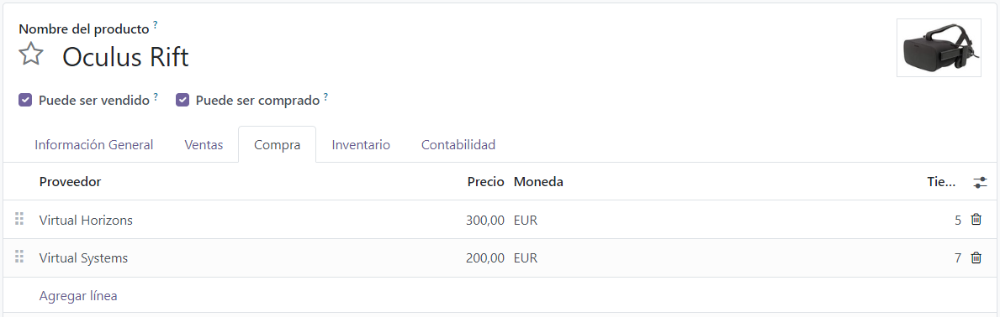 Nombre del producto ?
Oculus Rift
Puede ser vendido ? Puede ser comprado ?
Información General Ventas Compra Inventario Contabilidad
Proveedor Precio Moneda Tie...
Virtual Horizons 300,00 EUR 5
Virtual Systems 200,00 EUR 7
Agregar línea